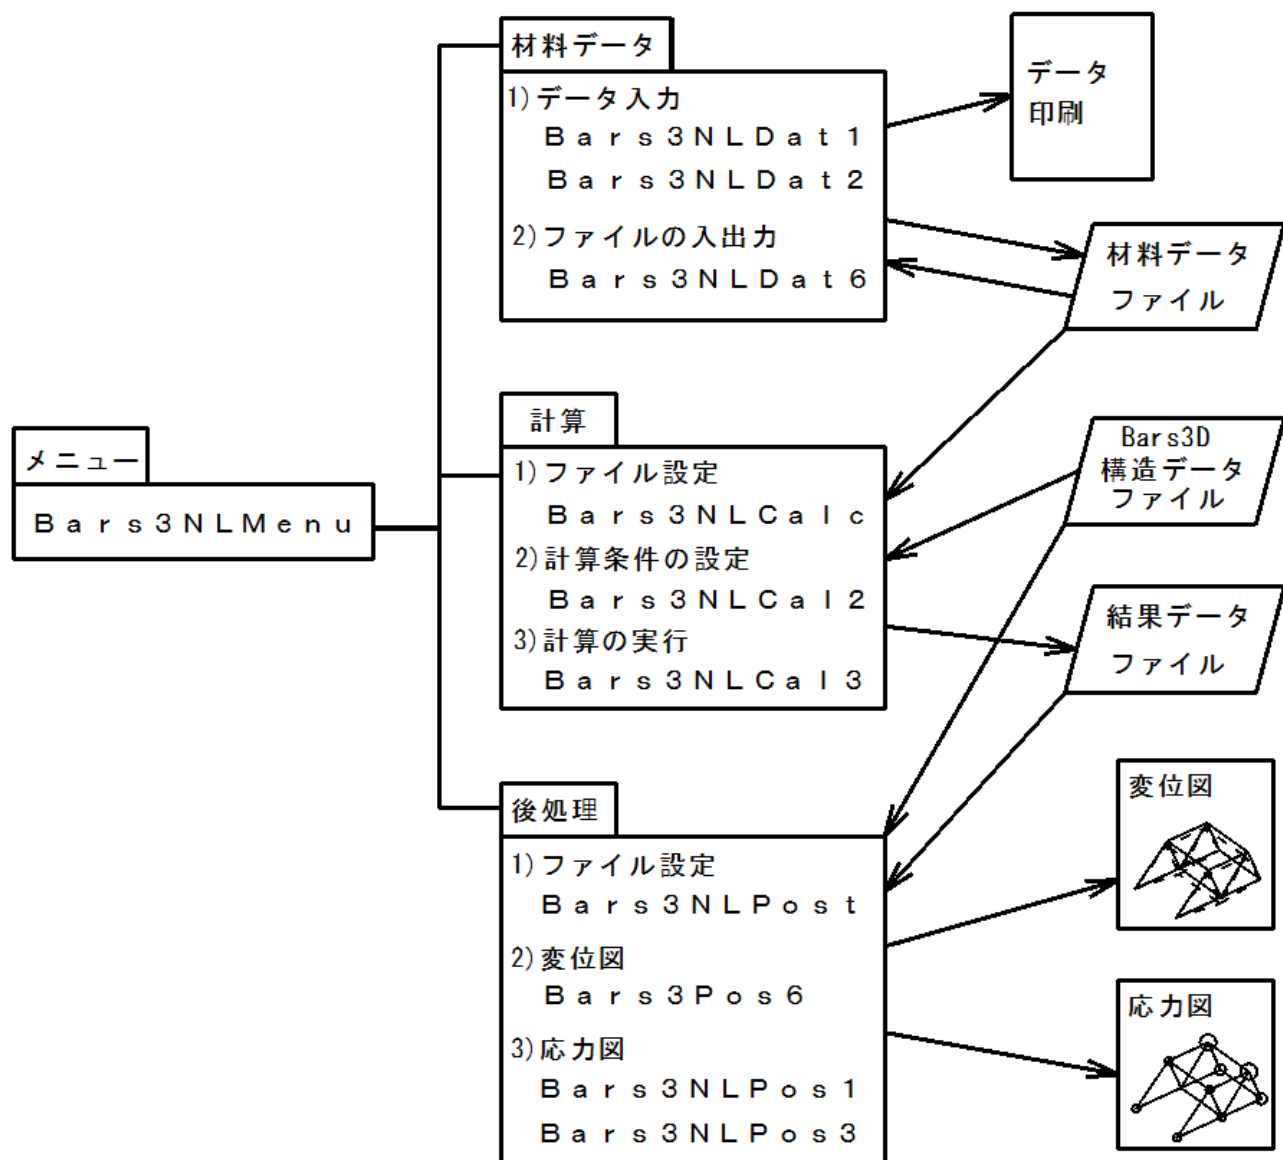 材料データ
1)データ入力
Ｂａｒｓ３ＮＬＤａｔ１
Ｂａｒｓ３ＮＬＤａｔ２
2)ファイルの入出力
Ｂａｒｓ３ＮＬＤａｔ６
データ
印刷
材料データ
ファイル
メニュー
Ｂａｒｓ３ＮＬＭｅｎｕ
計算
1)ファイル設定
Ｂａｒｓ３ＮＬＣａｌｃ
2)計算条件の設定
Ｂａｒｓ３ＮＬＣａｌ２
3)計算の実行
Ｂａｒｓ３ＮＬＣａｌ３
Bars3D
構造データ
ファイル
結果データ
ファイル
後処理
1)ファイル設定
Ｂａｒｓ３ＮＬＰｏｓｔ
2)変位図
Ｂａｒｓ３Ｐｏｓ６
3)応力図
Ｂａｒｓ３ＮＬＰｏｓ１
Ｂａｒｓ３ＮＬＰｏｓ３
変位図
応力図